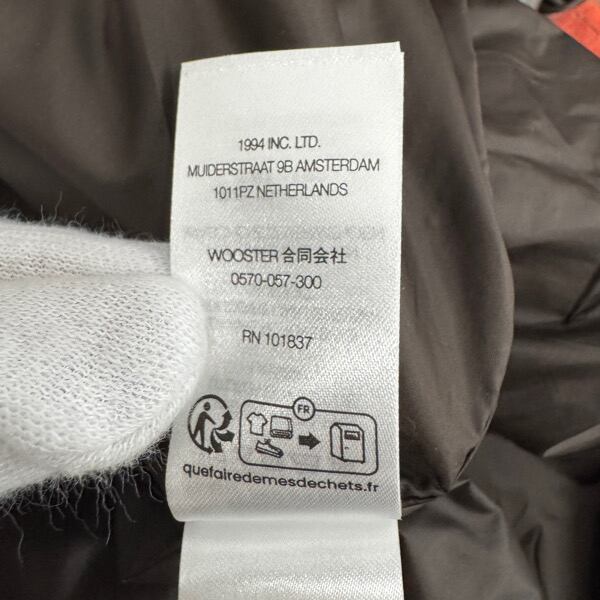 1994 INC. LTD.
MUIDERSTRAAT 9B AMSTERDAM
1011PZ NETHERLANDS
WOOSTER 合同会社
0570-057-300
RN 101837
FR
quefairedemesdechets.fr